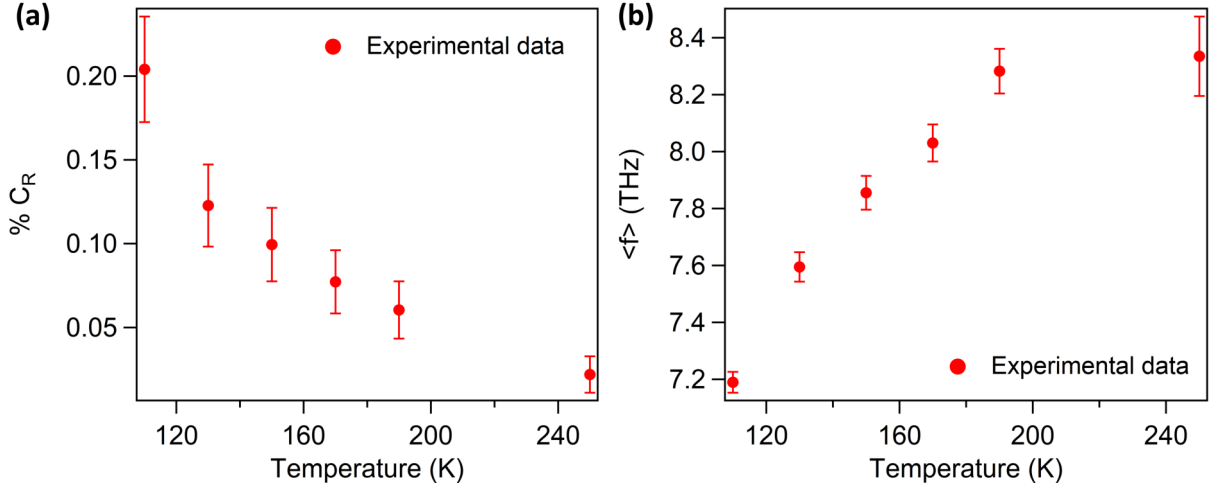 (a)
Experimental data
% C_R
0.20
0.15
0.10
0.05
120
160
200
240
Temperature (K)
(b)
Experimental data
<f> (THz)
8.4
8.2
8.0
7.8
7.6
7.4
7.2
120
160
200
240
Temperature (K)